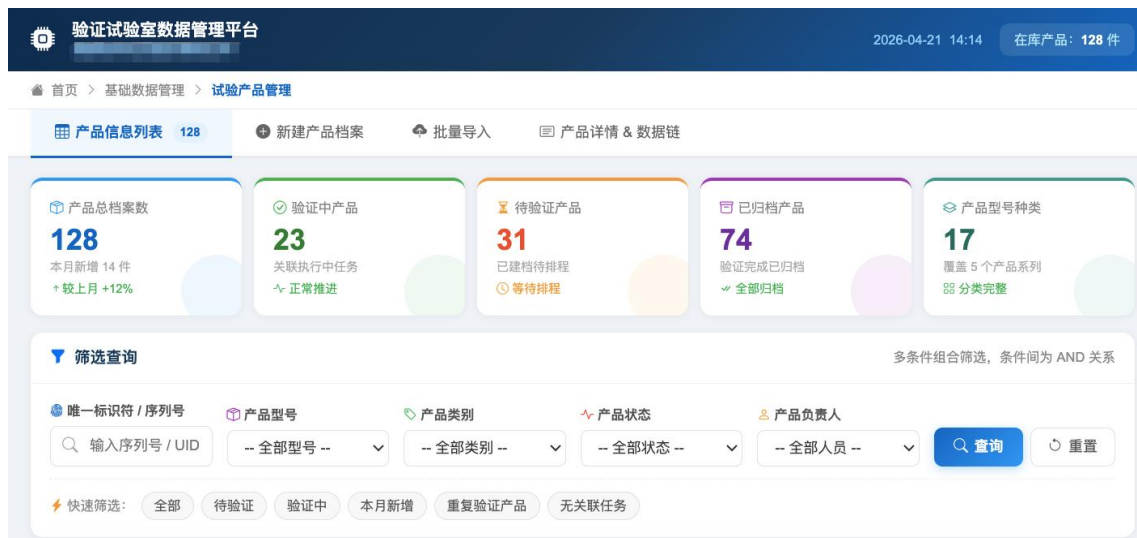 验证试验室数据管理平台
2026-04-21 14:14 在库产品：128 件
首页 > 基础数据管理 > 试验产品管理
产品信息列表 128 新建产品档案 批量导入 产品详情 & 数据链
产品总档案数 验证中产品 待验证产品 已归档产品 产品型号种类
128 23 31 74 17
本月新增 14 件 关联执行中任务 已建档待排程 验证完成已归档 覆盖 5 个产品系列
↑较上月 +12% 正常推进 等待排程 全部归档 分类完整
筛选查询 多条件组合筛选，条件间为 AND 关系
唯一标识符 / 序列号 产品型号 产品类别 产品状态 产品负责人
输入序列号 / UID -- 全部型号 -- -- 全部类别 -- -- 全部状态 -- -- 全部人员 -- 查询 重置
快速筛选： 全部 待验证 验证中 本月新增 重复验证产品 无关联任务